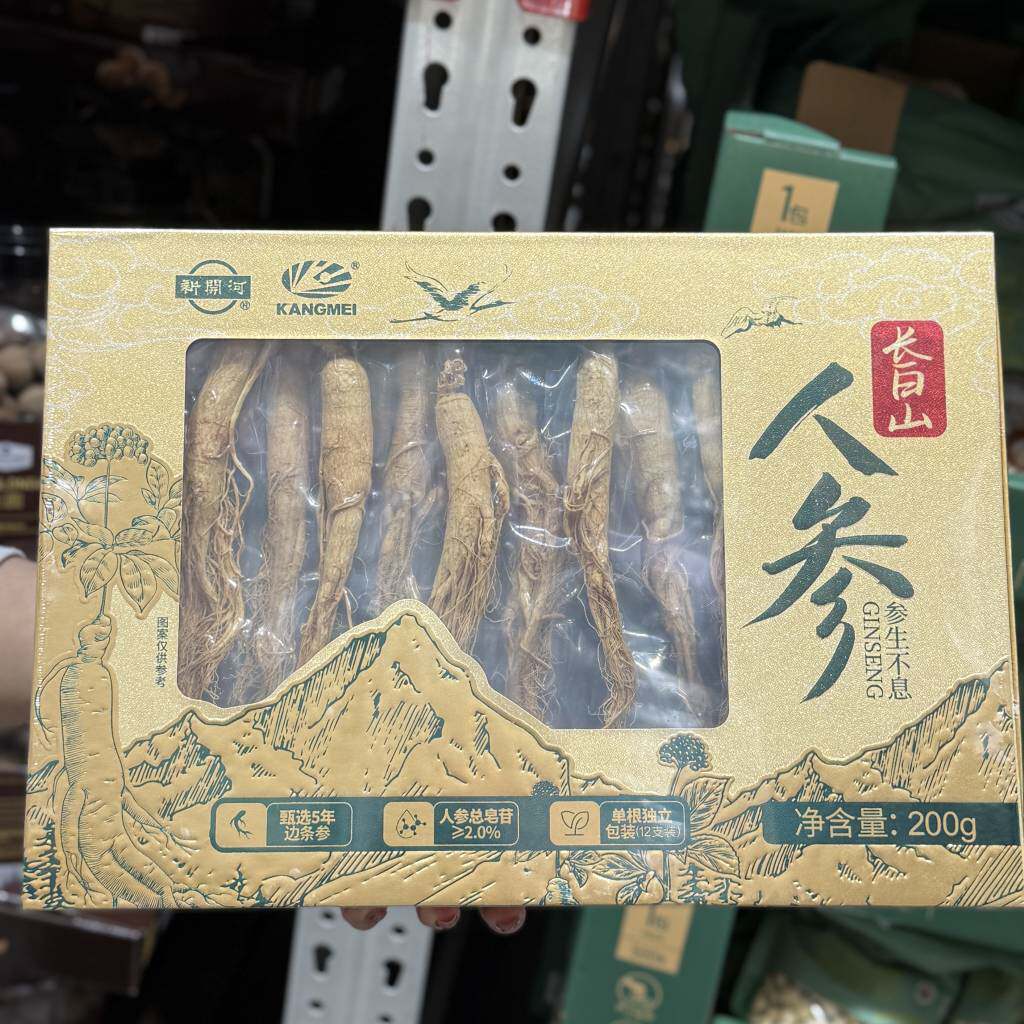 1包
新開河®
KANGMEI®
长白山
人参
参生不息
GINSENG
图案仅供参考
甄选5年
边条参
人参总皂苷
≥2.0%
单根独立
包装(12支装)
净含量: 200g